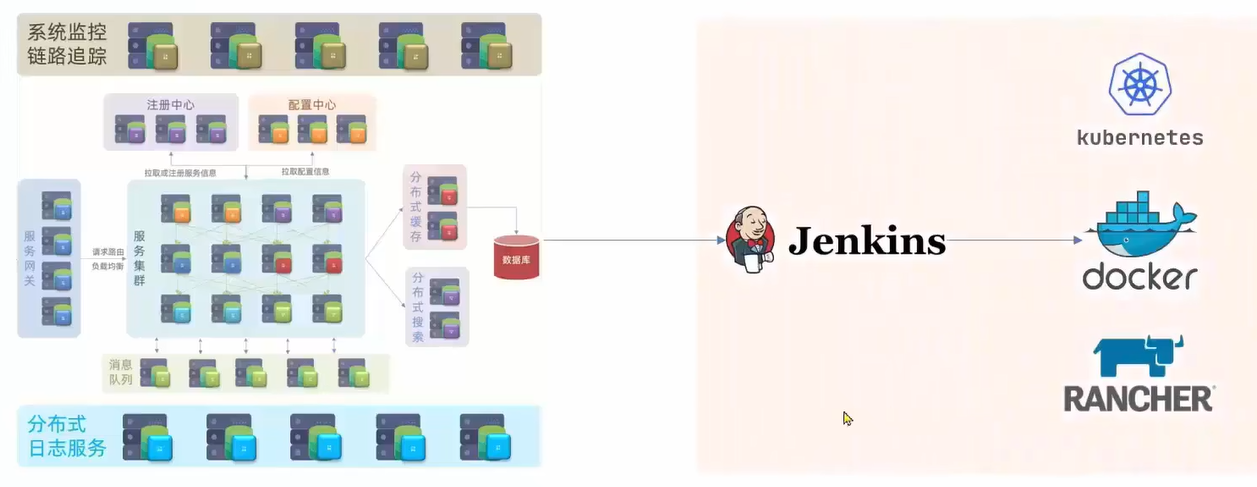 系统监控
链路追踪
注册中心
配置中心
拉取或注册服务信息
拉取配置信息
服务网关
请求路由
负载均衡
服务集群
分布式缓存
分布式搜索
数据库
消息
队列
分布式
日志服务
Jenkins
kubernetes
docker
RANCHER